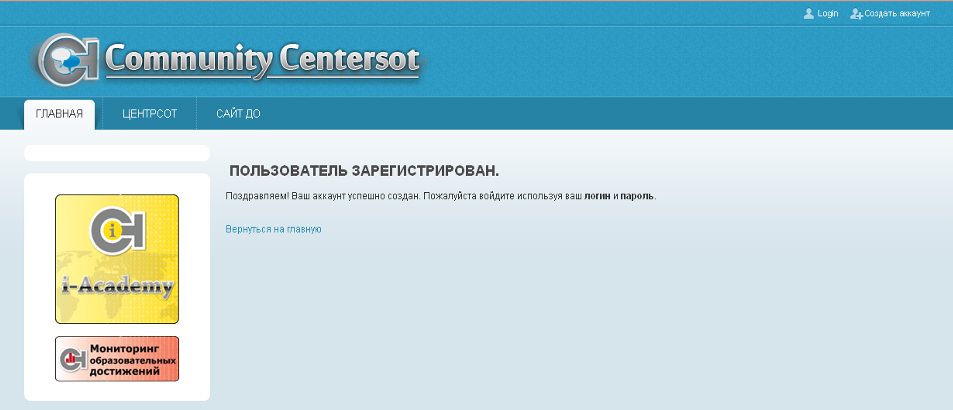 Login Создать аккаунт
Community Centersot
ГЛАВНАЯ ЦЕНТРСОТ САЙТ ДО
ПОЛЬЗОВАТЕЛЬ ЗАРЕГИСТРИРОВАН.
Поздравляем! Ваш аккаунт успешно создан. Пожалуйста войдите используя ваш логин и пароль.
Вернуться на главную
i
i-Academy
Мониторинг
образовательных
достижений